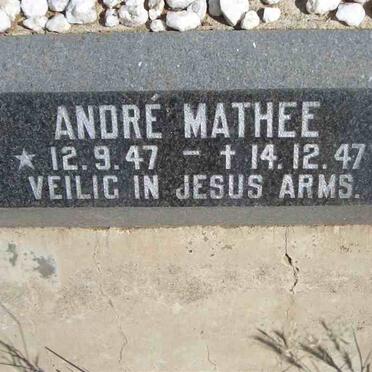 ANDRÉ MATHEE
★ 12.9.47 - ✝ 14.12.47
VEILIG IN JESUS ARMS.